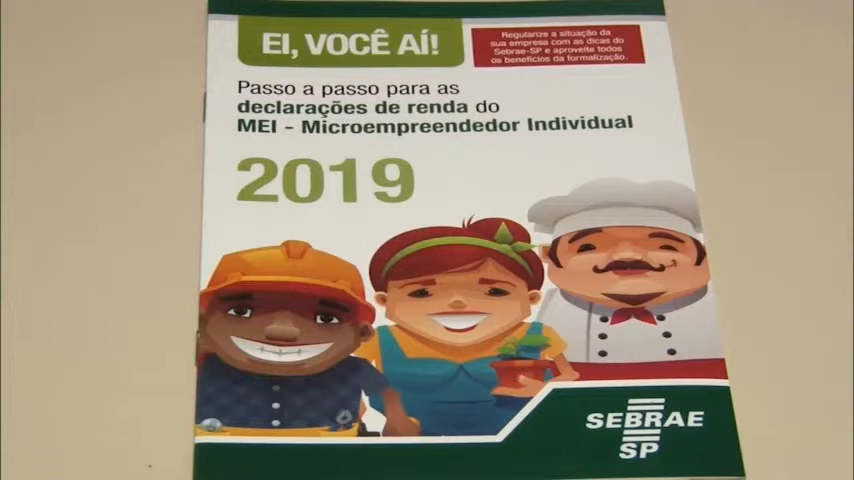 EI, VOCÊ AÍ!
Regularize a situação da
sua empresa com as dicas do
Sebrae-SP e aproveite todos
os benefícios da formalização.
Passo a passo para as
declarações de renda do
MEI - Microempreendedor Individual
2019
SEBRAE
SP